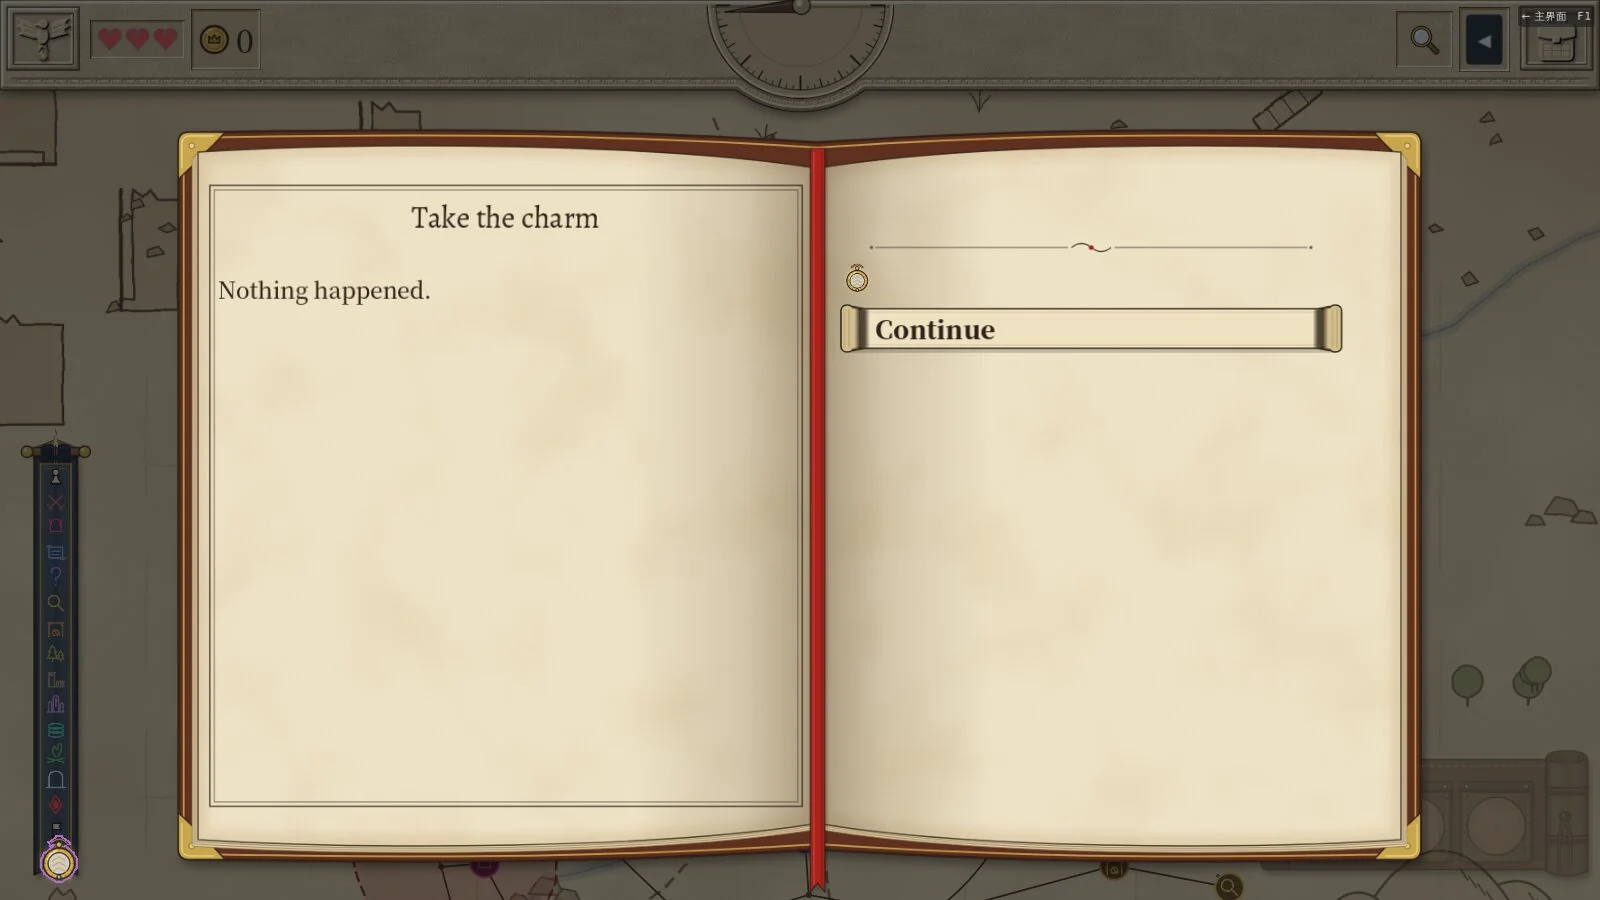 0
← 主界面 F1
Take the charm
Nothing happened.
Continue